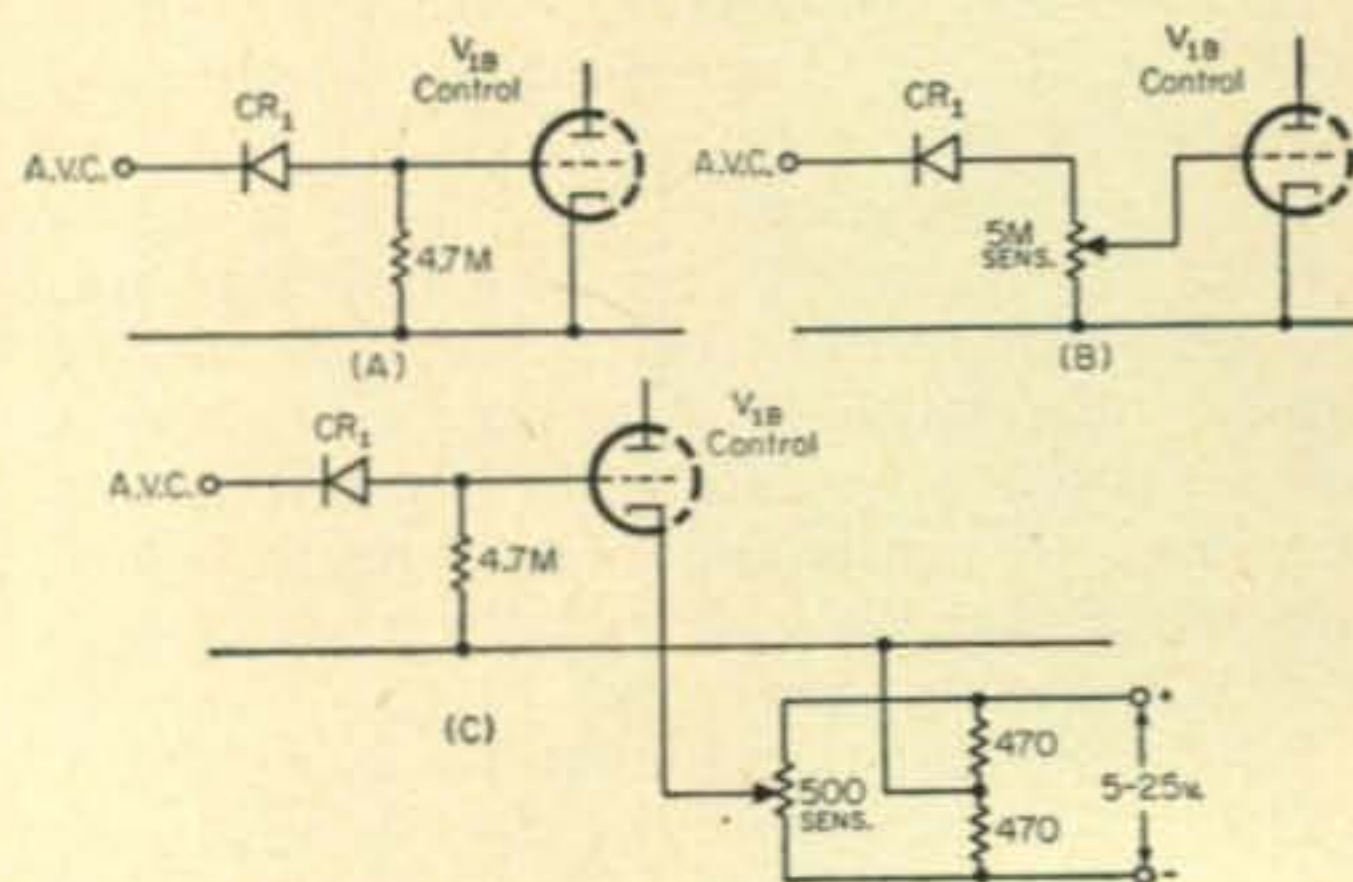 V1B
Control
CR1
A.V.C.
4.7M
(A)
V1B
Control
CR1
A.V.C.
5M
SENS.
(B)
V1B
Control
CR1
A.V.C.
4.7M
(C)
+
470
500
SENS.
5-25v.
470
-